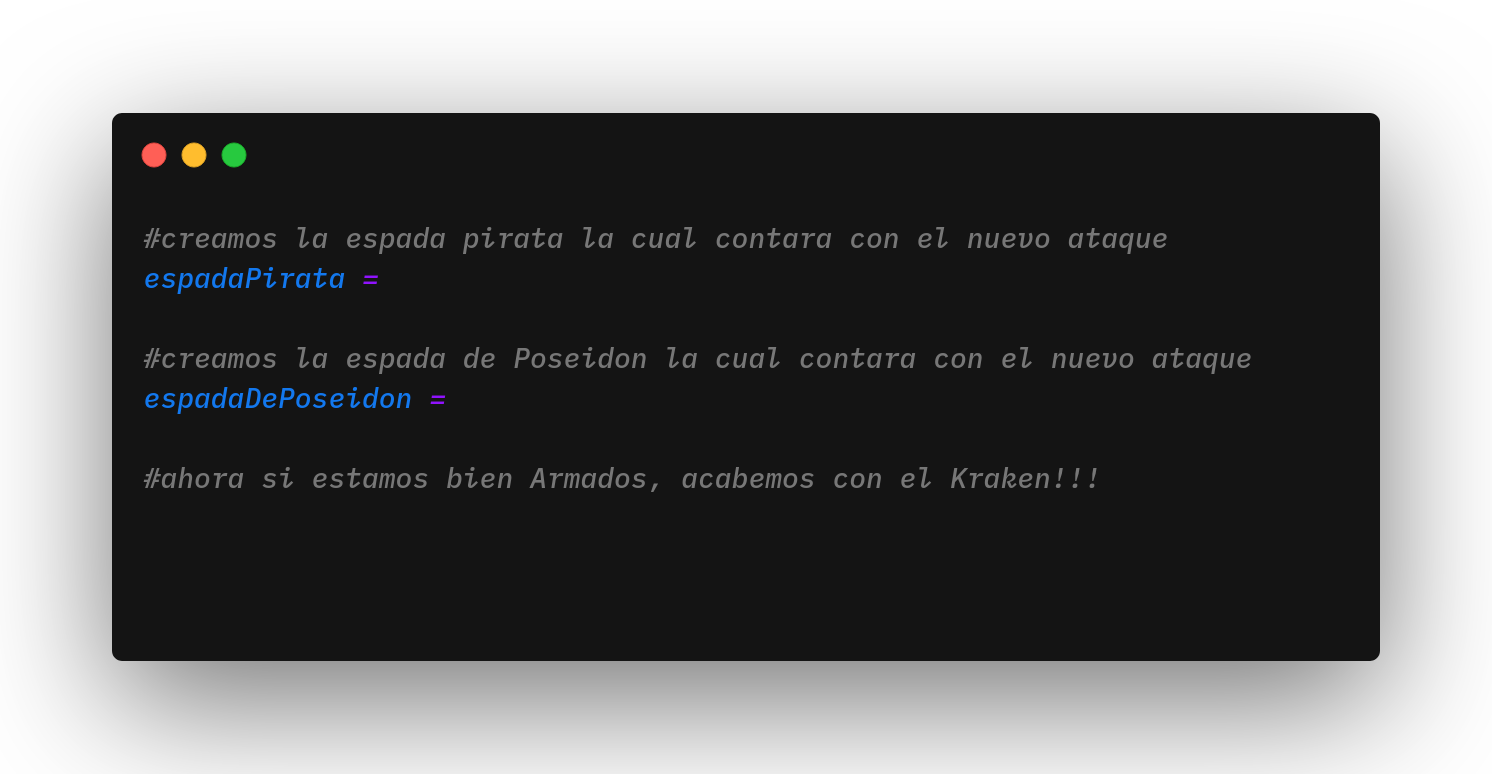 #creamos la espada pirata la cual contara con el nuevo ataque
espadaPirata =
#creamos la espada de Poseidon la cual contara con el nuevo ataque
espadaDePoseidon =
#ahora si estamos bien Armados, acabemos con el Kraken!!!